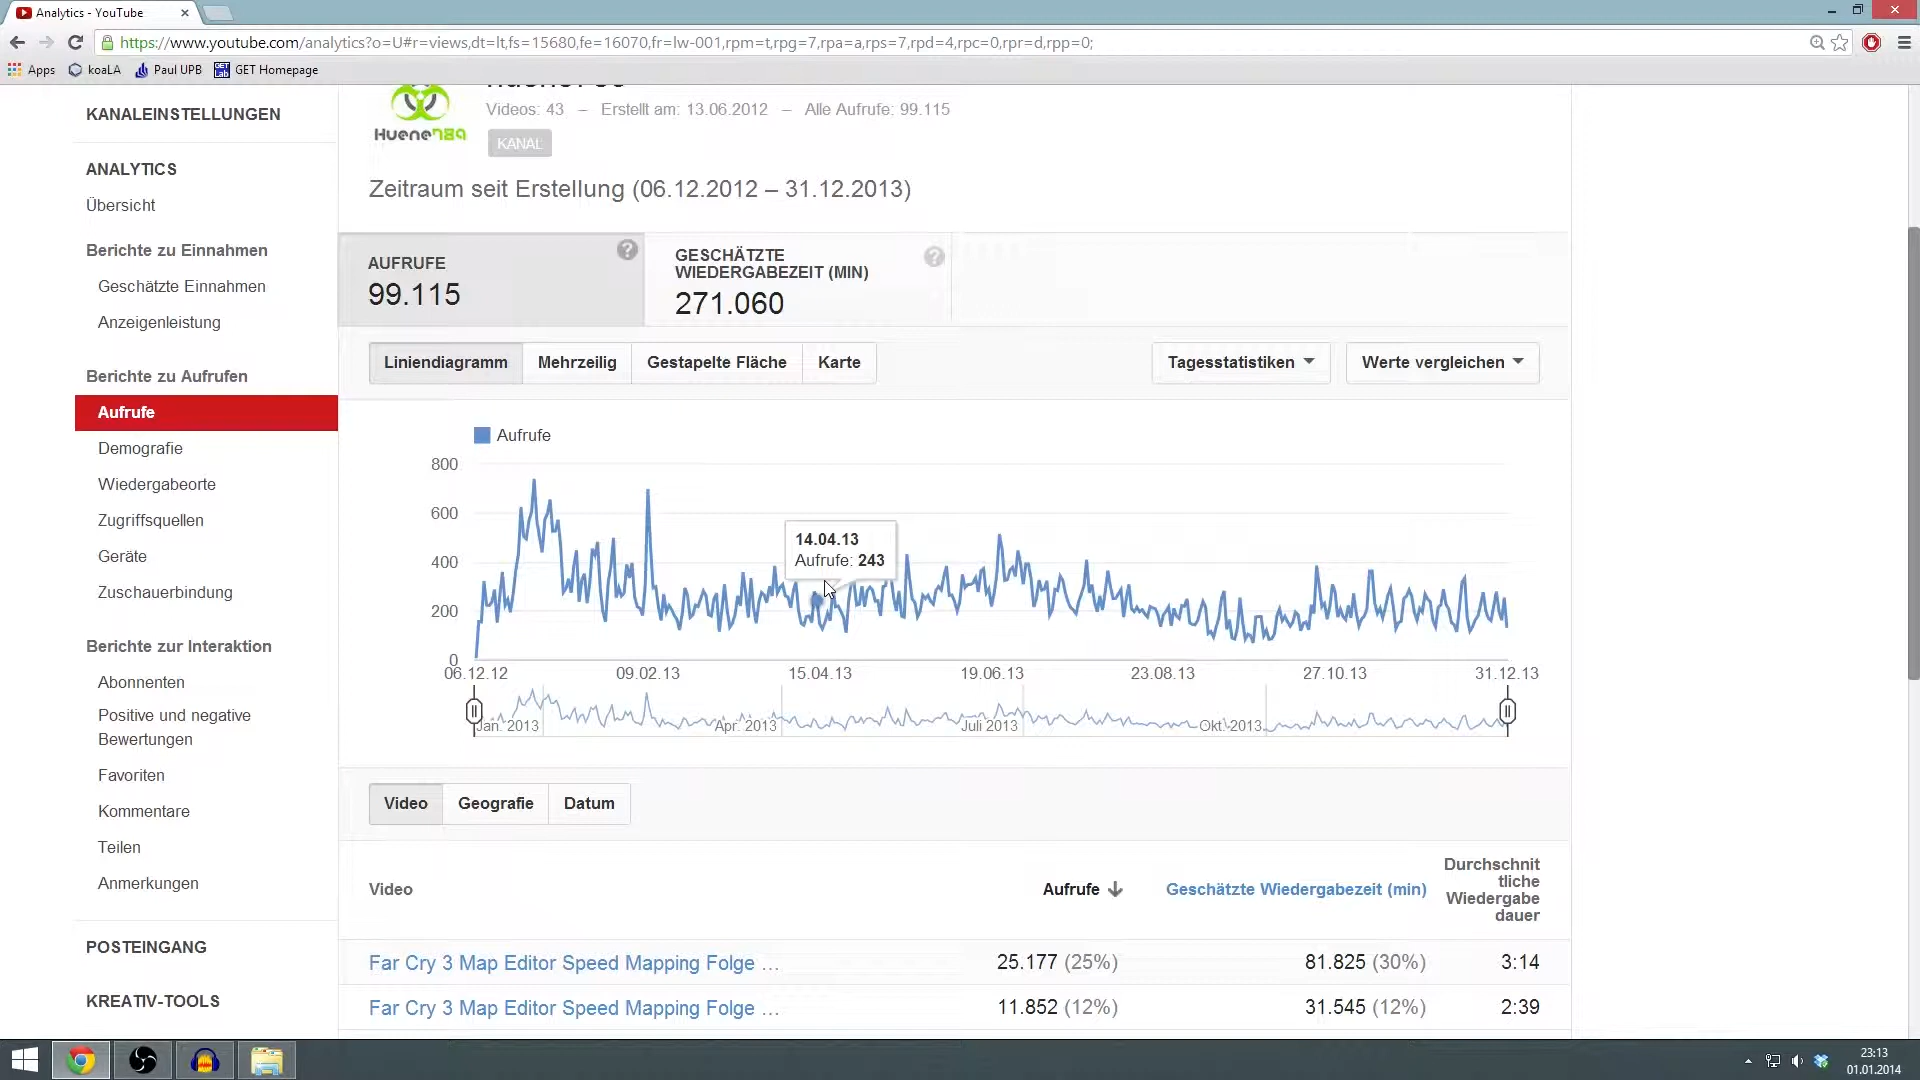 Analytics - YouTube
https://www.youtube.com/analytics?o=U#r=views,dt=lt,fs=15680,fe=16070,fr=lw-001,rpm=t,rpg=7,rpa=a,rps=7,rpd=4,rpc=0,rpr=d,rpp=0;
Apps koaLA Paul UPB GET Homepage
KANALEINSTELLUNGEN
ANALYTICS
Übersicht
Berichte zu Einnahmen
Geschätzte Einnahmen
Anzeigenleistung
Berichte zu Aufrufen
Aufrufe
Demografie
Wiedergabeorte
Zugriffsquellen
Geräte
Zuschauerbindung
Berichte zur Interaktion
Abonnenten
Positive und negative
Bewertungen
Favoriten
Kommentare
Teilen
Anmerkungen
POSTEINGANG
KREATIV-TOOLS
Huene789
Videos: 43 – Erstellt am: 13.06.2012 – Alle Aufrufe: 99.115
KANAL
Zeitraum seit Erstellung (06.12.2012 – 31.12.2013)
AUFRUFE ?
99.115
GESCHÄTZTE
WIEDERGABEZEIT (MIN) ?
271.060
Liniendiagramm Mehrzeilig Gestapelte Fläche Karte Tagesstatistiken Werte vergleichen
Aufrufe
800
600
400
200
0
14.04.13
Aufrufe: 243
06.12.12 09.02.13 15.04.13 19.06.13 23.08.13 27.10.13 31.12.13
Jan. 2013 Apr. 2013 Juli 2013 Okt. 2013
Video Geografie Datum
Video Aufrufe Geschätzte Wiedergabezeit (min)
Durchschnit
tliche
Wiedergabe
dauer
Far Cry 3 Map Editor Speed Mapping Folge … 25.177 (25%) 81.825 (30%) 3:14
Far Cry 3 Map Editor Speed Mapping Folge … 11.852 (12%) 31.545 (12%) 2:39
23:13
01.01.2014